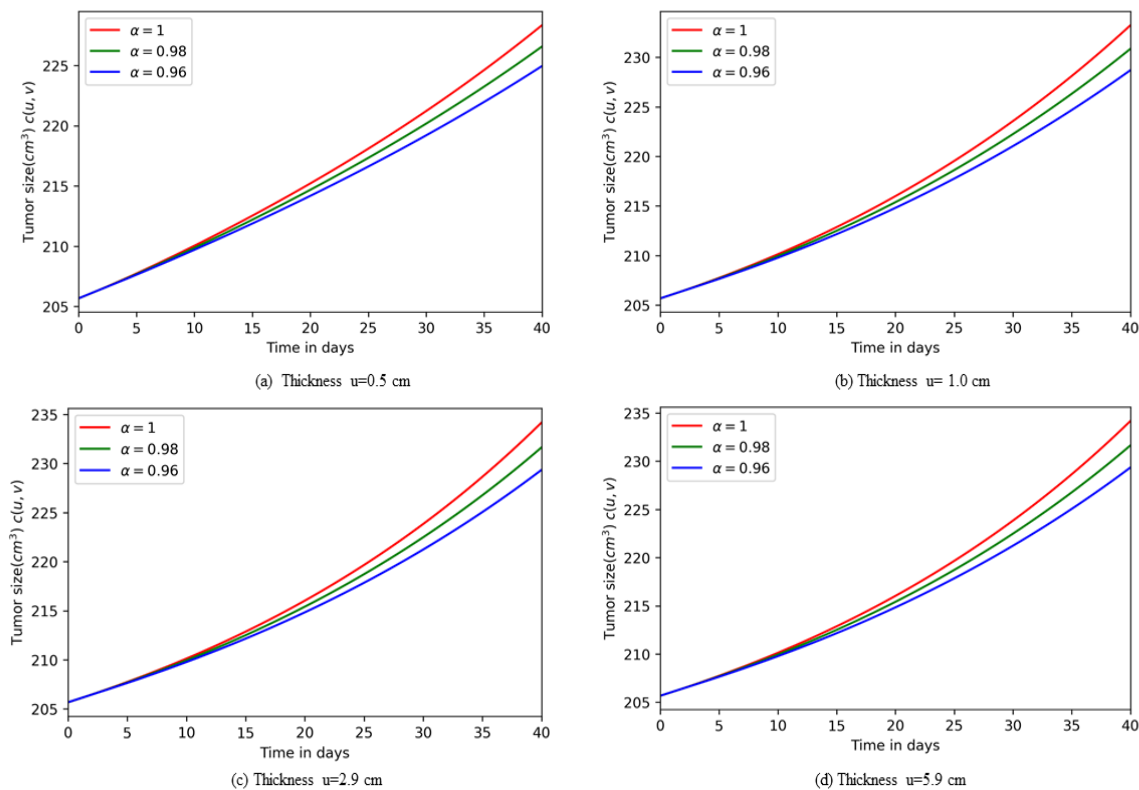 α = 1
α = 0.98
α = 0.96
Tumor size(cm³) c(u, v)
225
220
215
210
205
0 5 10 15 20 25 30 35 40
Time in days
(a) Thickness u=0.5 cm
α = 1
α = 0.98
α = 0.96
Tumor size(cm³) c(u, v)
230
225
220
215
210
205
0 5 10 15 20 25 30 35 40
Time in days
(b) Thickness u= 1.0 cm
α = 1
α = 0.98
α = 0.96
Tumor size(cm³) c(u, v)
235
230
225
220
215
210
205
0 5 10 15 20 25 30 35 40
Time in days
(c) Thickness u=2.9 cm
α = 1
α = 0.98
α = 0.96
Tumor size(cm³) c(u, v)
235
230
225
220
215
210
205
0 5 10 15 20 25 30 35 40
Time in days
(d) Thickness u=5.9 cm